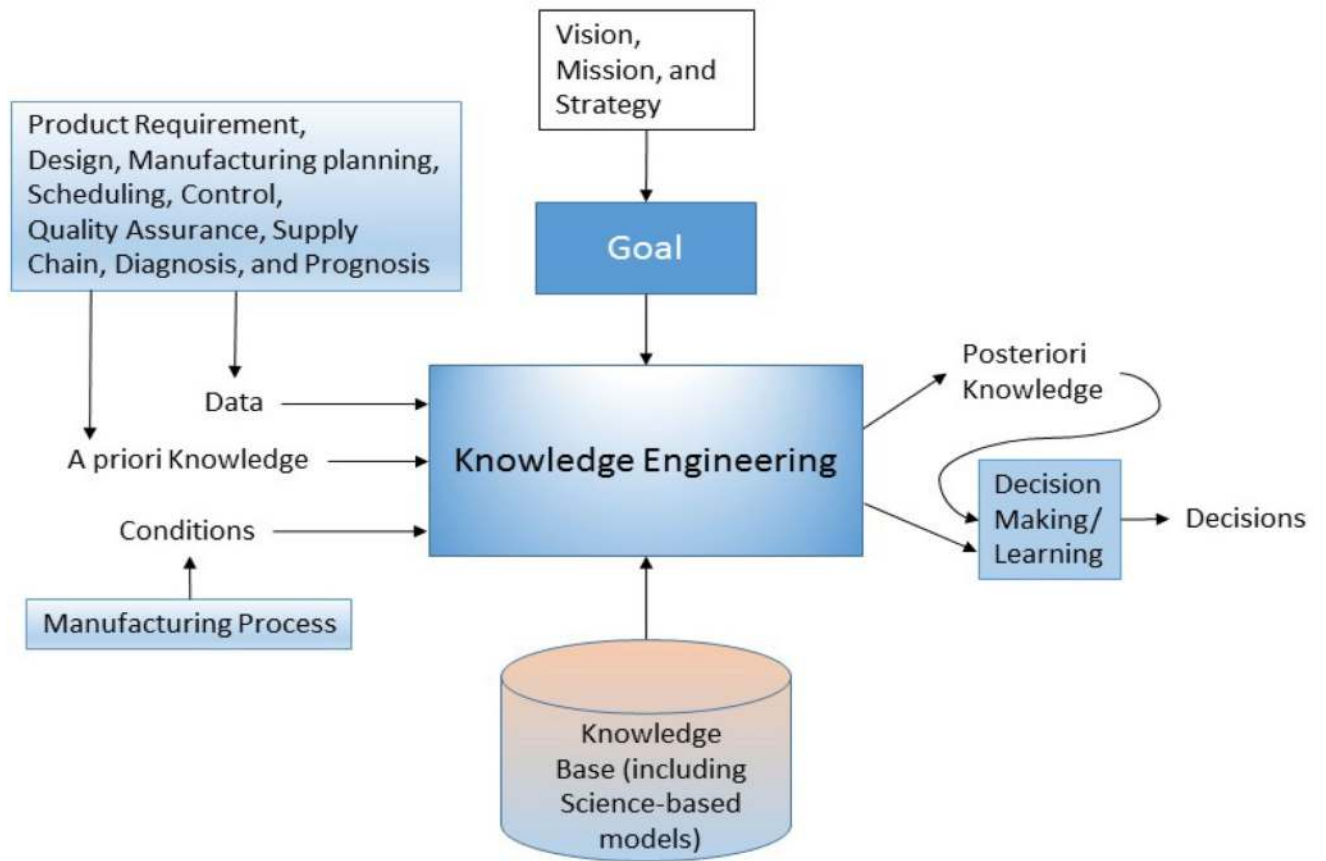 Vision,
Mission, and
Strategy
Product Requirement,
Design, Manufacturing planning,
Scheduling, Control,
Quality Assurance, Supply
Chain, Diagnosis, and Prognosis
Goal
Data
A priori Knowledge
Conditions
Manufacturing Process
Knowledge Engineering
Posteriori
Knowledge
Decision
Making/
Learning
Decisions
Knowledge
Base (including
Science-based
models)